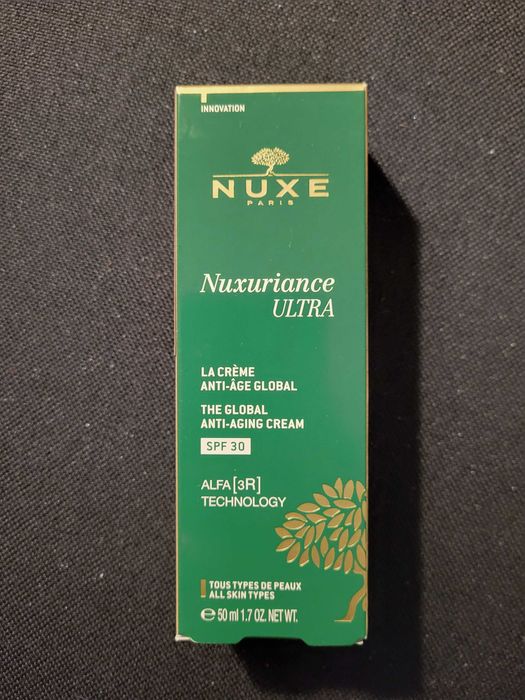 INNOVATION
NUXE
PARIS
Nuxuriance
ULTRA
LA CRÈME
ANTI-ÂGE GLOBAL
THE GLOBAL
ANTI-AGING CREAM
SPF 30
ALFA [3R]
TECHNOLOGY
TOUS TYPES DE PEAUX
ALL SKIN TYPES
℮ 50 ml 1.7 OZ. NET WT.